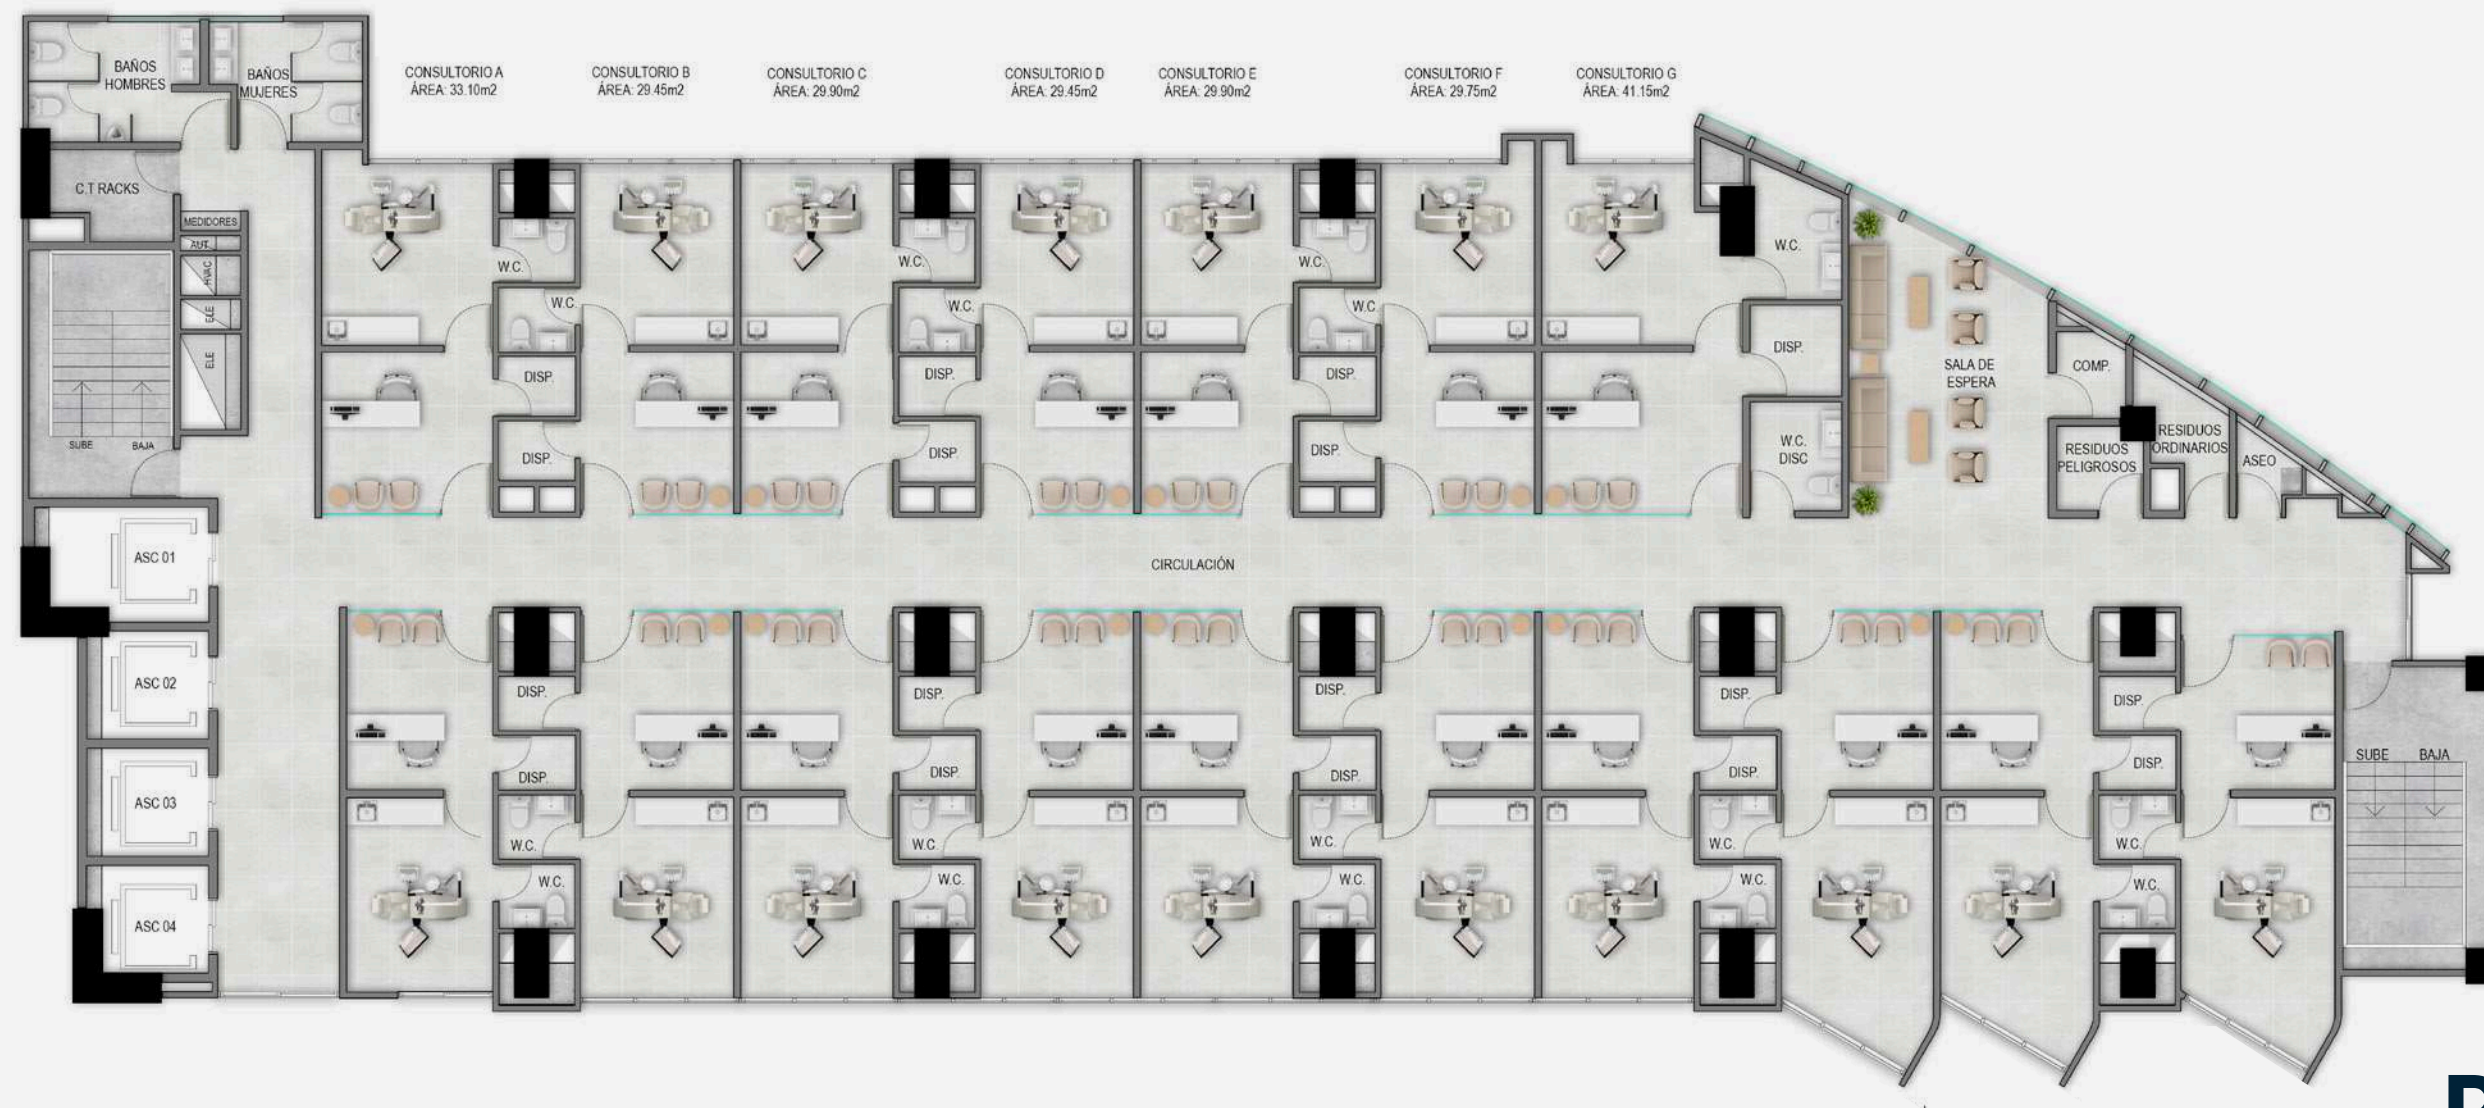 BAÑOS
HOMBRES
BAÑOS
MUJERES
CONSULTORIO A
ÁREA: 33.10m2
CONSULTORIO B
ÁREA: 29.45m2
CONSULTORIO C
ÁREA: 29.90m2
CONSULTORIO D
ÁREA: 29.45m2
CONSULTORIO E
ÁREA: 29.90m2
CONSULTORIO F
ÁREA: 29.75m2
CONSULTORIO G
ÁREA: 41.15m2
C.T RACKS
MEDIDORES
AUT.
HVAC
ELE
ELE
SUBE
BAJA
W.C.
W.C.
DISP.
DISP.
W.C.
W.C.
DISP.
DISP.
W.C.
W.C.
DISP.
DISP.
W.C.
DISP.
W.C.
DISC
SALA DE
ESPERA
COMP.
RESIDUOS
PELIGROSOS
RESIDUOS
ORDINARIOS
ASEO
CIRCULACIÓN
ASC 01
ASC 02
ASC 03
ASC 04
DISP.
DISP.
W.C.
W.C.
DISP.
DISP.
W.C.
W.C.
DISP.
DISP.
W.C.
W.C.
DISP.
DISP.
W.C.
W.C.
DISP.
DISP.
W.C.
W.C.
SUBE
BAJA